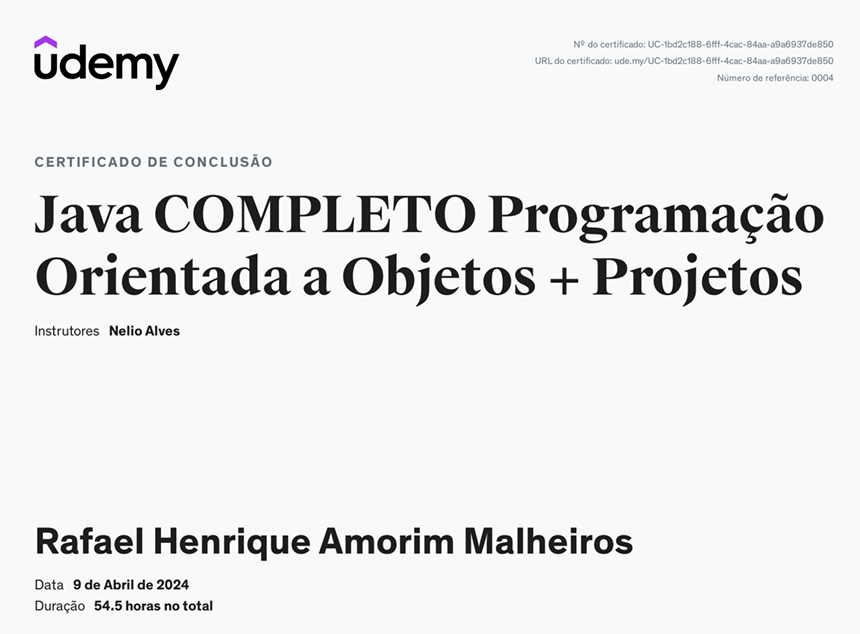 udemy
Nº do certificado: UC-1bd2c188-6fff-4cac-84aa-a9a6937de850
URL do certificado: ude.my/UC-1bd2c188-6fff-4cac-84aa-a9a6937de850
Número de referência: 0004
CERTIFICADO DE CONCLUSÃO
Java COMPLETO Programação
Orientada a Objetos + Projetos
Instrutores Nelio Alves
Rafael Henrique Amorim Malheiros
Data 9 de Abril de 2024
Duração 54.5 horas no total